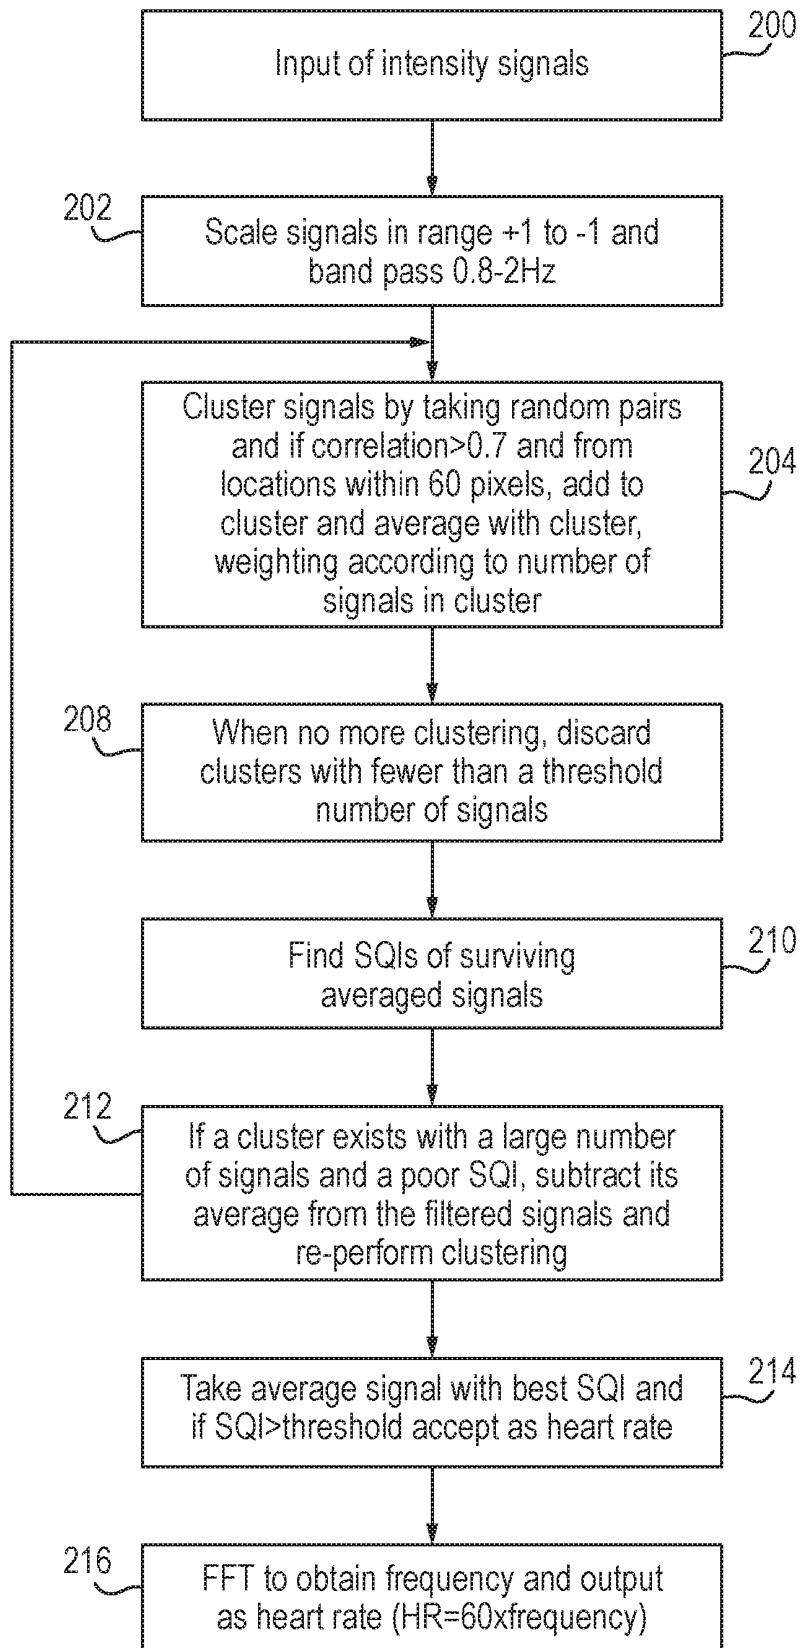 200
Input of intensity signals
202
Scale signals in range +1 to -1 and
band pass 0.8-2Hz
Cluster signals by taking random pairs
and if correlation>0.7 and from
locations within 60 pixels, add to
cluster and average with cluster,
weighting according to number of
signals in cluster
204
208
When no more clustering, discard
clusters with fewer than a threshold
number of signals
210
Find SQIs of surviving
averaged signals
212
If a cluster exists with a large number
of signals and a poor SQI, subtract its
average from the filtered signals and
re-perform clustering
214
Take average signal with best SQI and
if SQI>threshold accept as heart rate
216
FFT to obtain frequency and output
as heart rate (HR=60xfrequency)